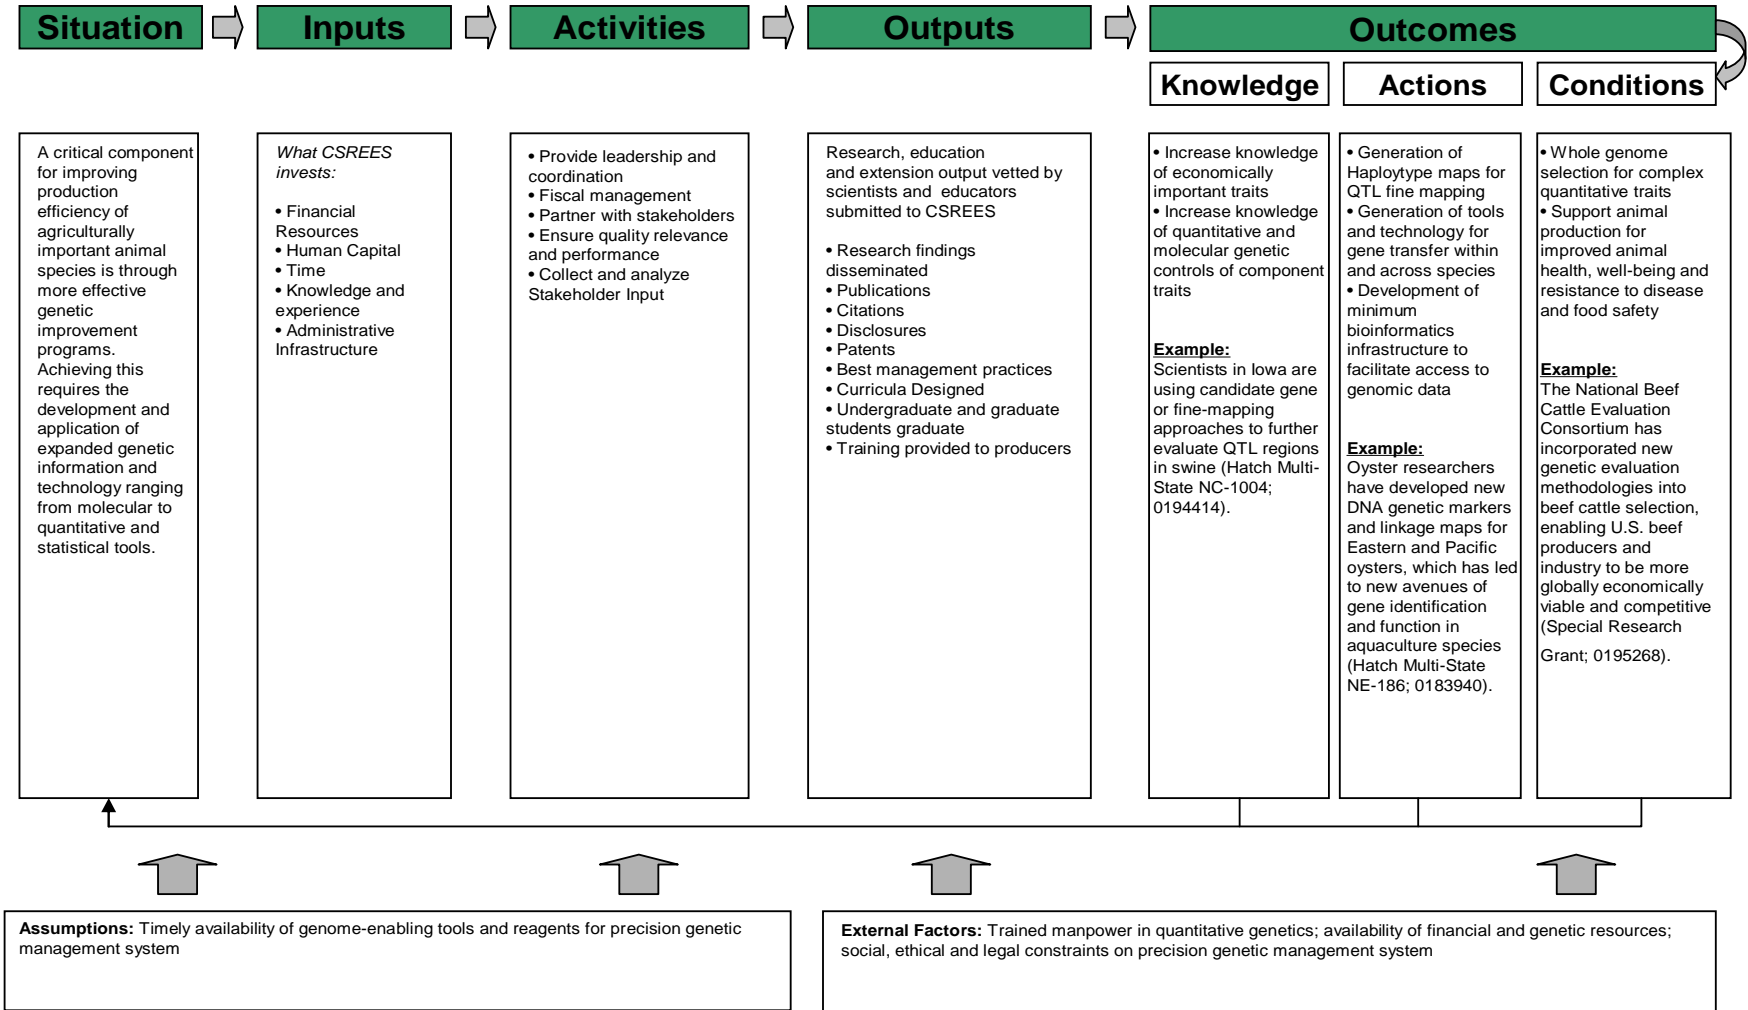 Situation
Inputs
Activities
Outputs
Outcomes
Knowledge
Actions
Conditions
A critical component
for improving
production
efficiency of
agriculturally
important animal
species is through
more effective
genetic
improvement
programs.
Achieving this
requires the
development and
application of
expanded genetic
information and
technology ranging
from molecular to
quantitative and
statistical tools.
What CSREES
invests:
• Financial
Resources
• Human Capital
• Time
• Knowledge and
experience
• Administrative
Infrastructure
• Provide leadership and
coordination
• Fiscal management
• Partner with stakeholders
• Ensure quality relevance
and performance
• Collect and analyze
Stakeholder Input
Research, education
and extension output vetted by
scientists and educators
submitted to CSREES
• Research findings
disseminated
• Publications
• Citations
• Disclosures
• Patents
• Best management practices
• Curricula Designed
• Undergraduate and graduate
students graduate
• Training provided to producers
• Increase knowledge
of economically
important traits
• Increase knowledge
of quantitative and
molecular genetic
controls of component
traits
Example:
Scientists in Iowa are
using candidate gene
or fine-mapping
approaches to further
evaluate QTL regions
in swine (Hatch Multi-
State NC-1004;
0194414).
• Generation of
Haploytype maps for
QTL fine mapping
• Generation of tools
and technology for
gene transfer within
and across species
• Development of
minimum
bioinformatics
infrastructure to
facilitate access to
genomic data
Example:
Oyster researchers
have developed new
DNA genetic markers
and linkage maps for
Eastern and Pacific
oysters, which has led
to new avenues of
gene identification
and function in
aquaculture species
(Hatch Multi-State
NE-186; 0183940).
• Whole genome
selection for complex
quantitative traits
• Support animal
production for
improved animal
health, well-being and
resistance to disease
and food safety
Example:
The National Beef
Cattle Evaluation
Consortium has
incorporated new
genetic evaluation
methodologies into
beef cattle selection,
enabling U.S. beef
producers and
industry to be more
globally economically
viable and competitive
(Special Research
Grant; 0195268).
Assumptions: Timely availability of genome-enabling tools and reagents for precision genetic
management system
External Factors: Trained manpower in quantitative genetics; availability of financial and genetic resources;
social, ethical and legal constraints on precision genetic management system